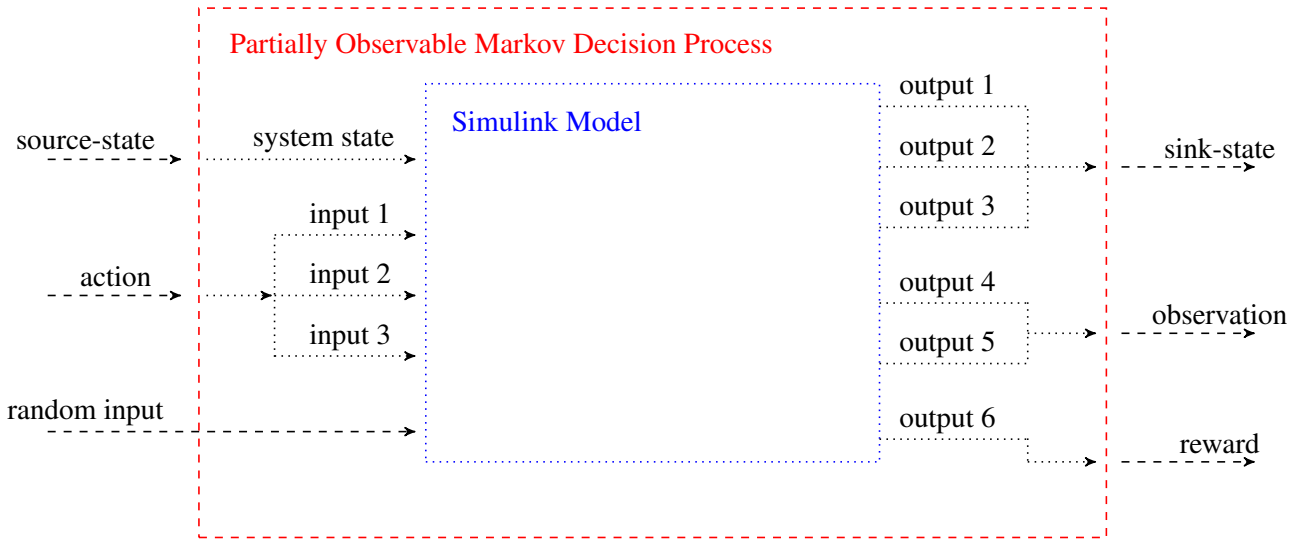 Partially Observable Markov Decision Process
Simulink Model
source-state
system state
input 1
action
input 2
input 3
random input
output 1
output 2
output 3
sink-state
output 4
output 5
observation
output 6
reward